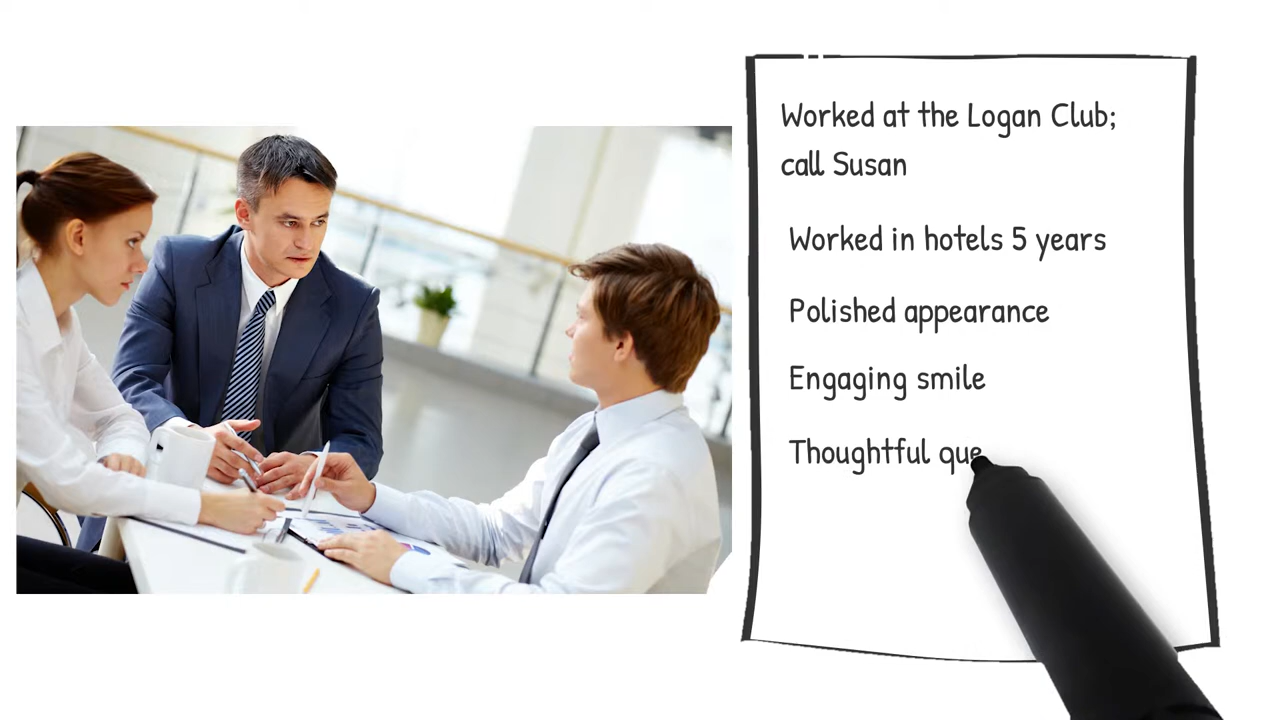 Worked at the Logan Club;
call Susan
Worked in hotels 5 years
Polished appearance
Engaging smile
Thoughtful que